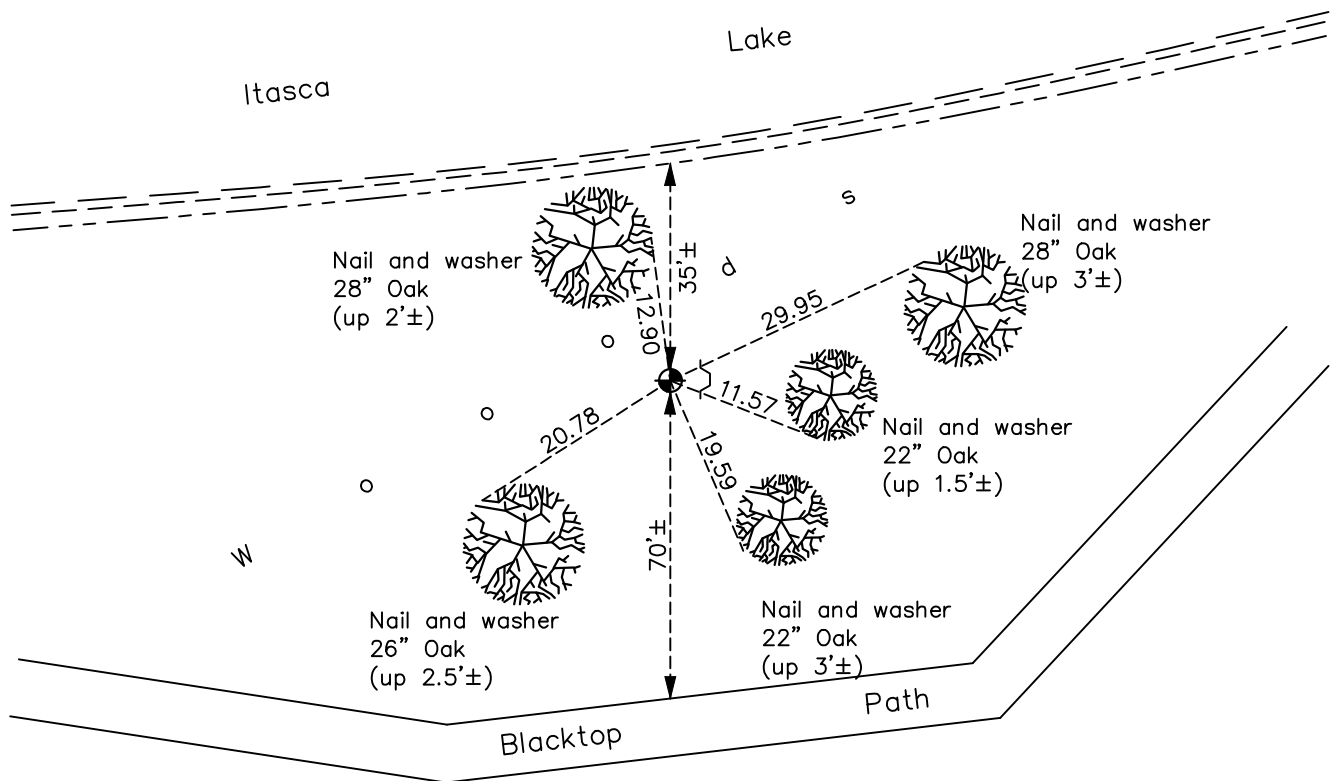 Lake
Itasca
Nail and washer
28” Oak
(up 2'±)
Nail and washer
28” Oak
(up 3'±)
35'±
12.90
29.95
11.57
19.59
20.78
70'±
W o o o d s
Nail and washer
22” Oak
(up 1.5'±)
Nail and washer
26” Oak
(up 2.5'±)
Nail and washer
22” Oak
(up 3'±)
Blacktop Path